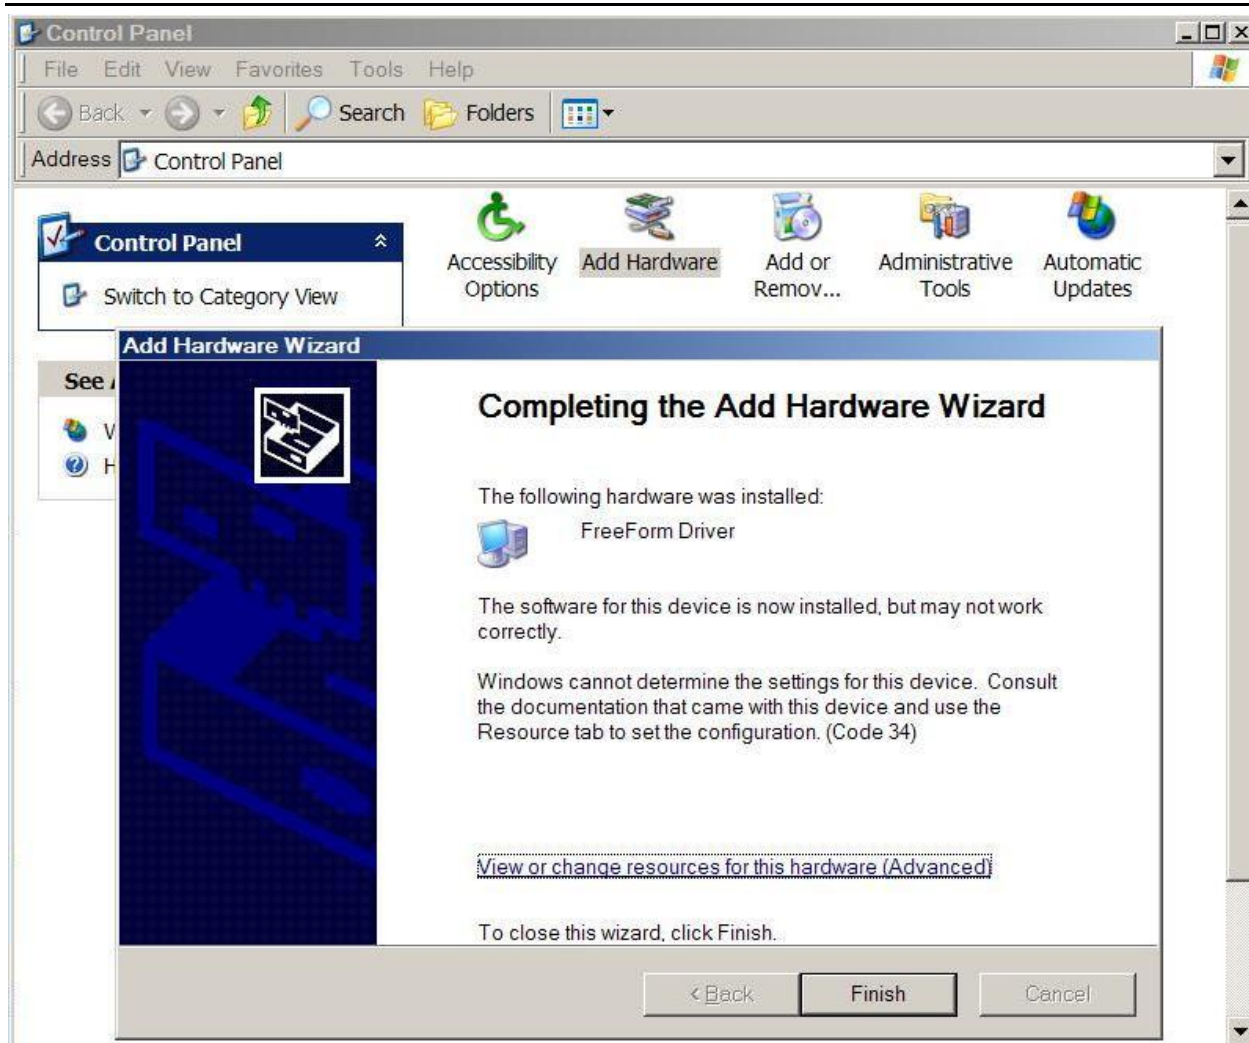 Control Panel
File Edit View Favorites Tools Help
Back Search Folders
Address Control Panel
Control Panel
Switch to Category View
Accessibility
Options
Add Hardware
Add or
Remov...
Administrative
Tools
Automatic
Updates
See
Add Hardware Wizard
Completing the Add Hardware Wizard
The following hardware was installed:
FreeForm Driver
The software for this device is now installed, but may not work
correctly.
Windows cannot determine the settings for this device. Consult
the documentation that came with this device and use the
Resource tab to set the configuration. (Code 34)
View or change resources for this hardware (Advanced)
To close this wizard, click Finish.
< Back Finish Cancel